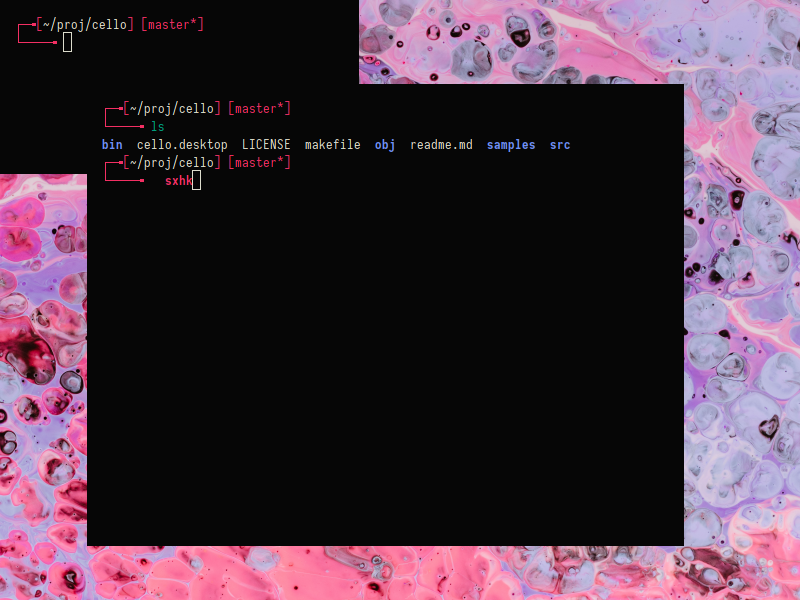 [~/proj/cello] [master*]
[~/proj/cello] [master*]
ls
bin cello.desktop LICENSE makefile obj readme.md samples src
[~/proj/cello] [master*]
sxhk